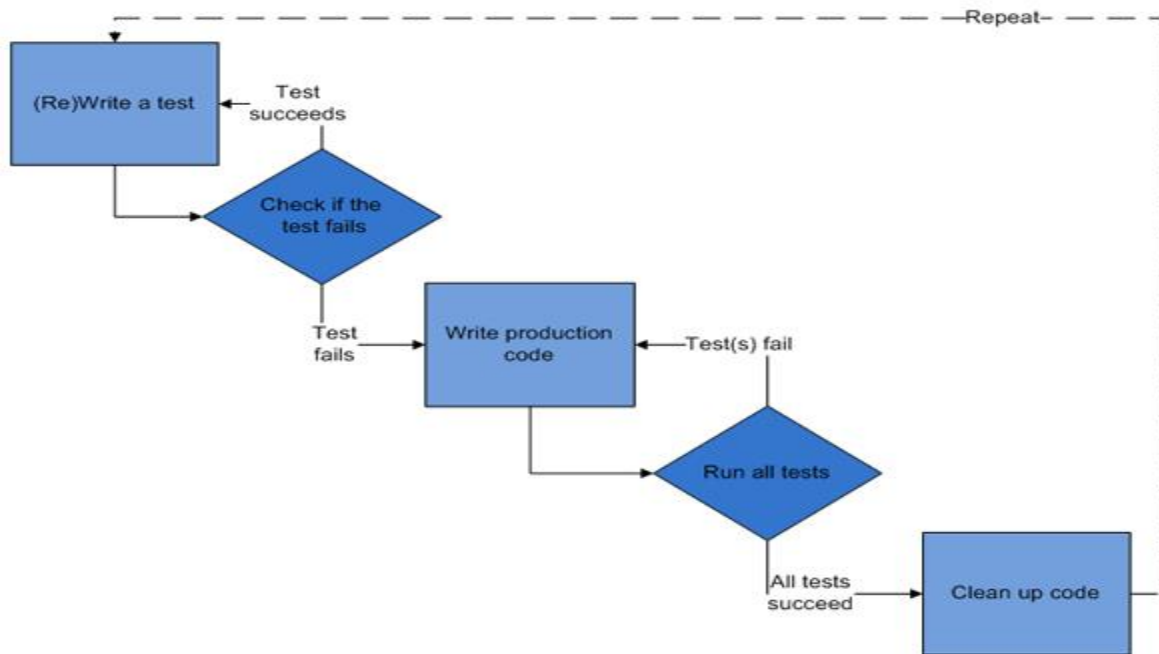 Repeat
(Re)Write a test
Test
succeeds
Check if the
test fails
Test
fails
Write production
code
Test(s) fail
Run all tests
All tests
succeed
Clean up code